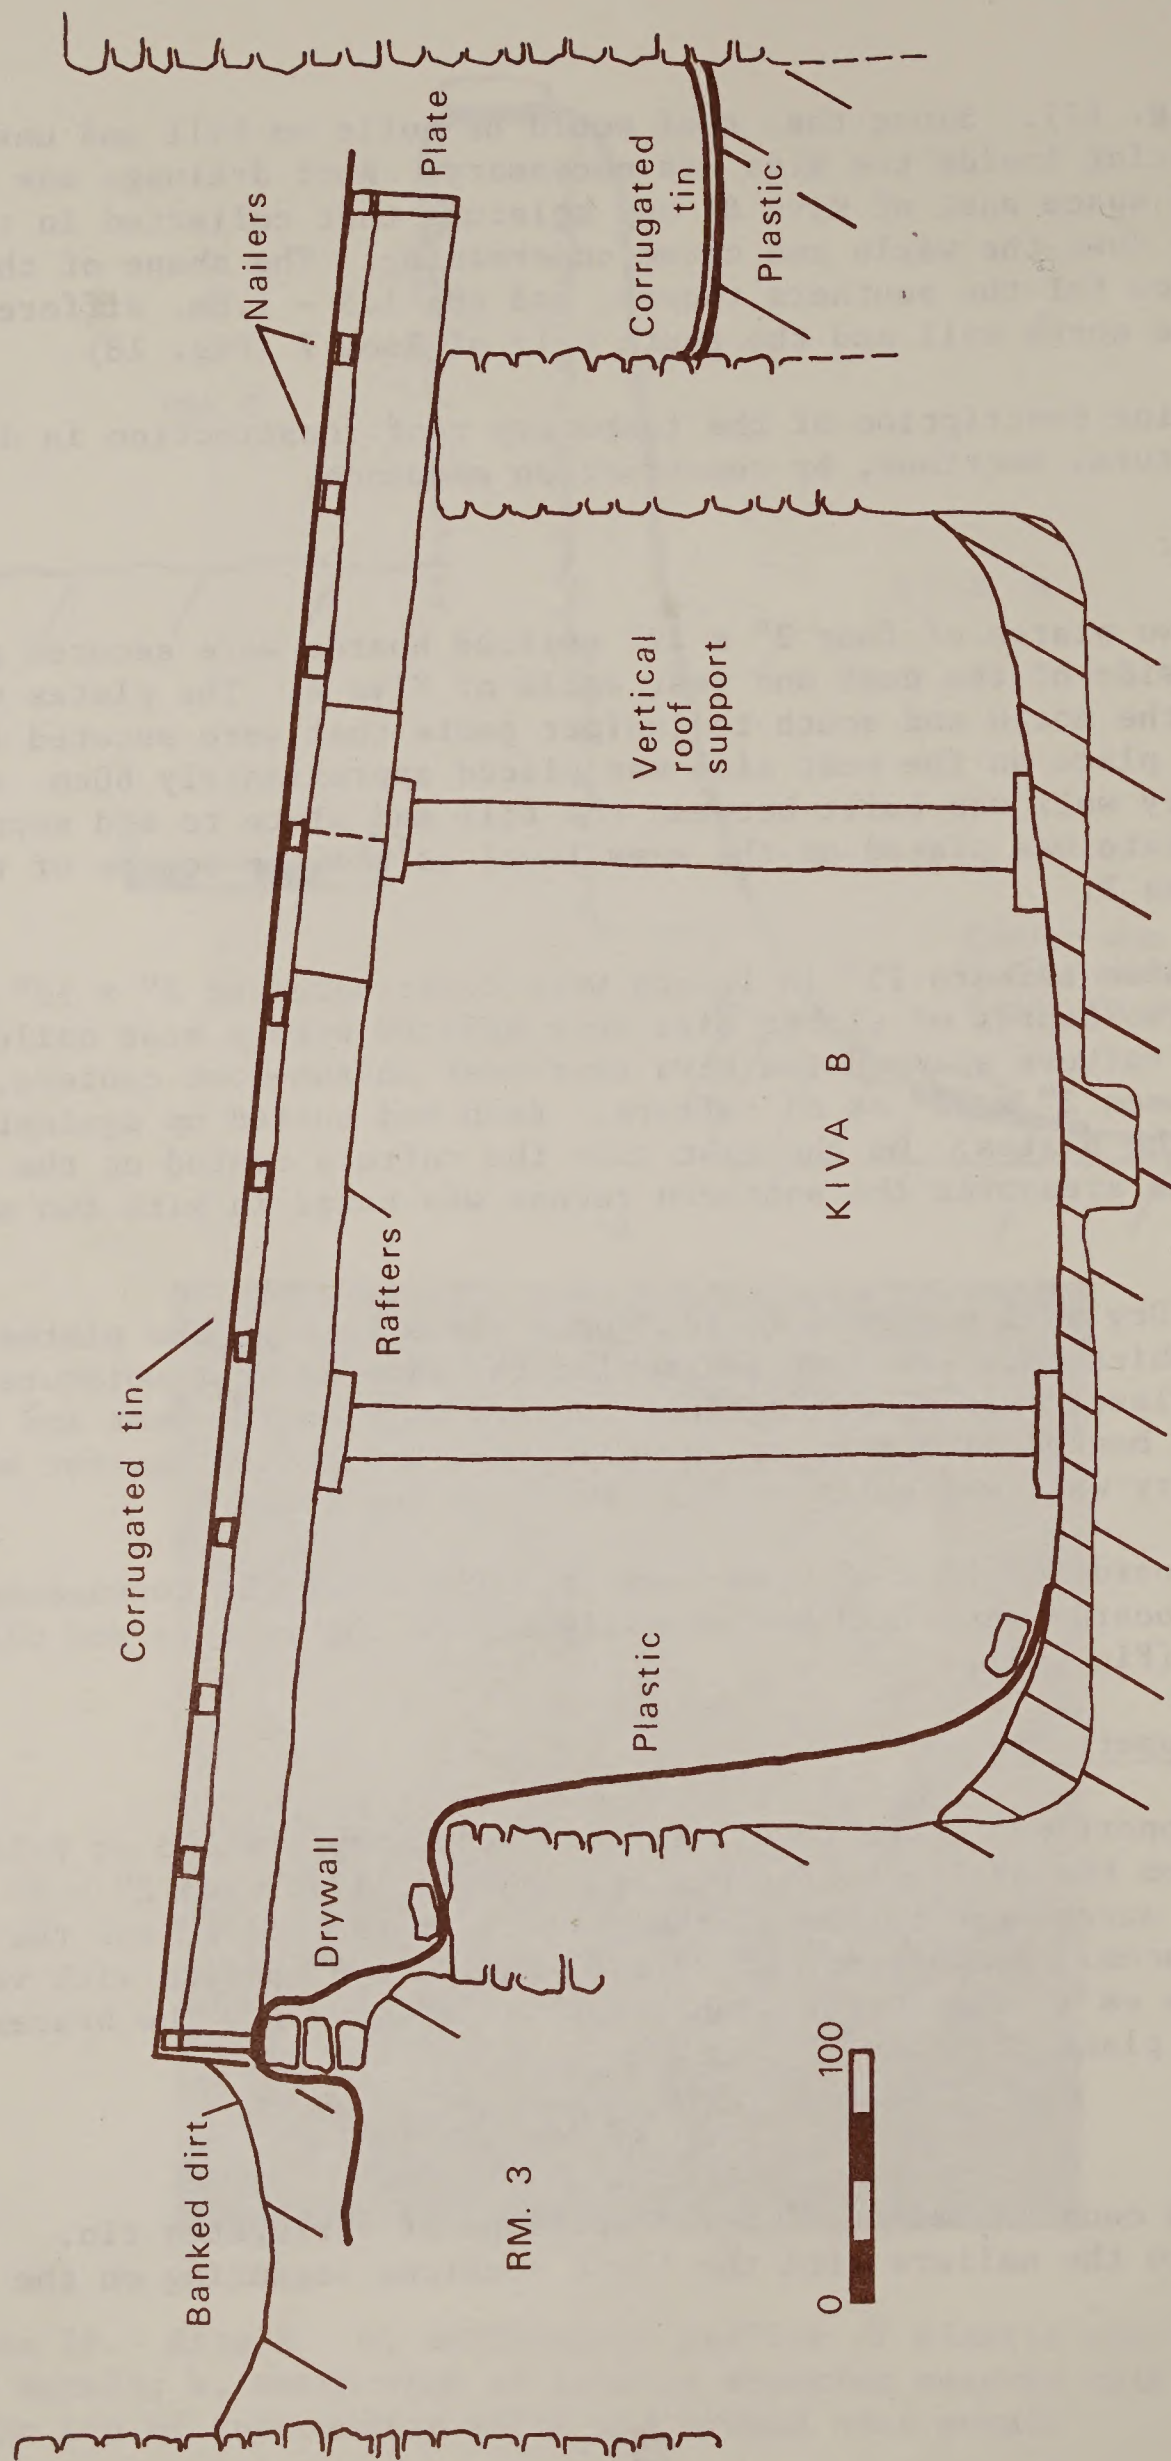 Corrugated tin
Banked dirt
Nailers
Drywall
Rafters
Plate
RM. 3
Plastic
Vertical
roof
support
Corrugated
tin
Plastic
KIVA B
0 100